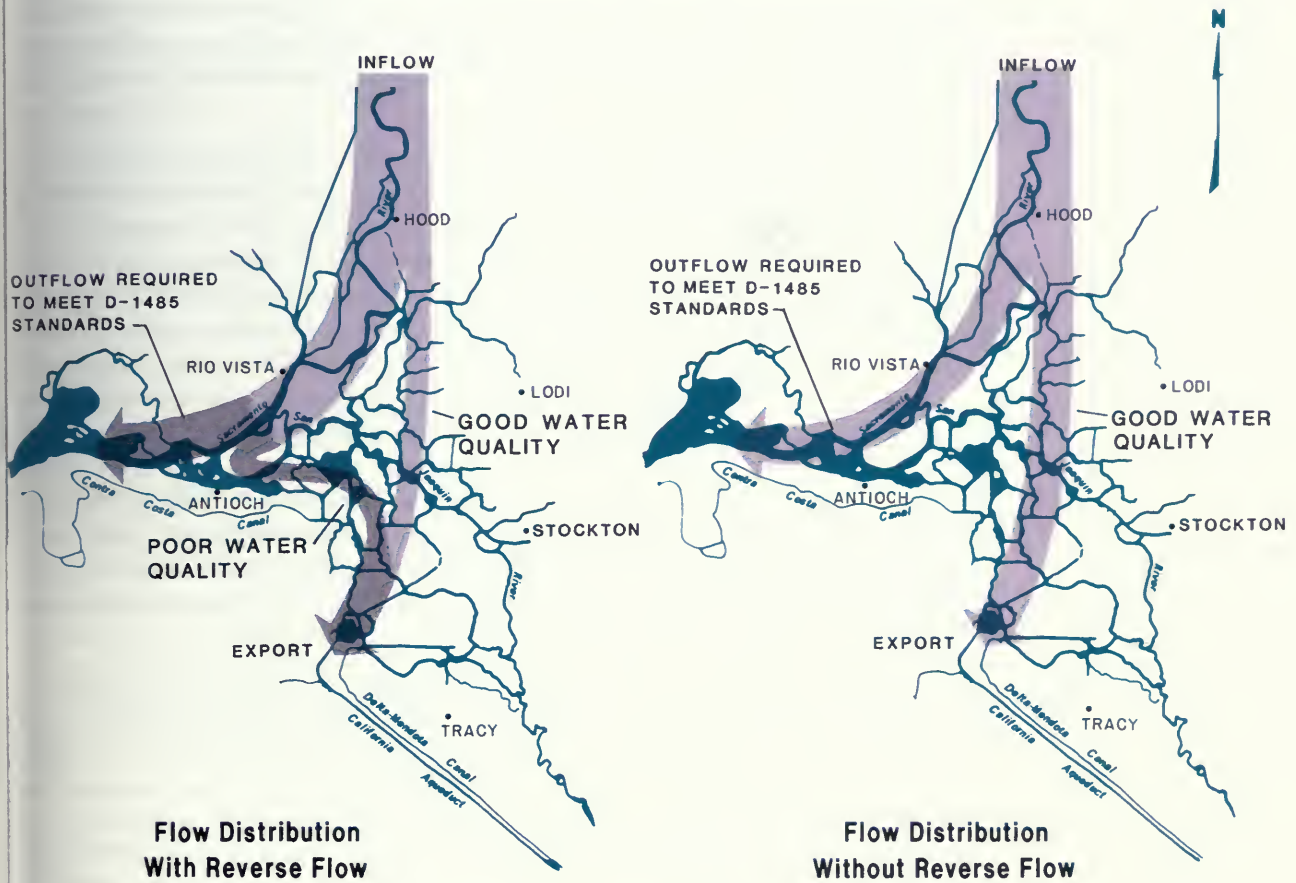 N
INFLOW
River
HOOD
OUTFLOW REQUIRED
TO MEET D-1485
STANDARDS
RIO VISTA
LODI
Sacramento
San
GOOD WATER
QUALITY
Joaquin
Contra
Costa
Canal
ANTIOCH
STOCKTON
POOR WATER
QUALITY
River
EXPORT
Delta-Mendota
Canal
California
Aqueduct
TRACY
Flow Distribution
With Reverse Flow
INFLOW
River
HOOD
OUTFLOW REQUIRED
TO MEET D-1485
STANDARDS
RIO VISTA
LODI
Sacramento
San
GOOD WATER
QUALITY
Joaquin
Contra
Costa
Canal
ANTIOCH
STOCKTON
River
EXPORT
Delta-Mendota
Canal
California
Aqueduct
TRACY
Flow Distribution
Without Reverse Flow